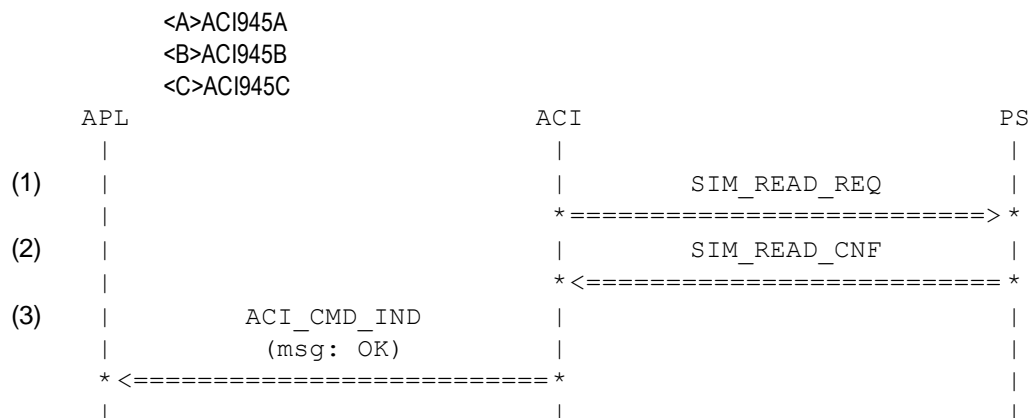 <A>ACI945A
<B>ACI945B
<C>ACI945C
APL ACI PS
| | |
(1) | | SIM_READ_REQ |
| *==========================>*
(2) | | SIM_READ_CNF |
| *<==========================*
(3) | ACI_CMD_IND | |
| (msg: OK) | |
*<==========================* |
| | |